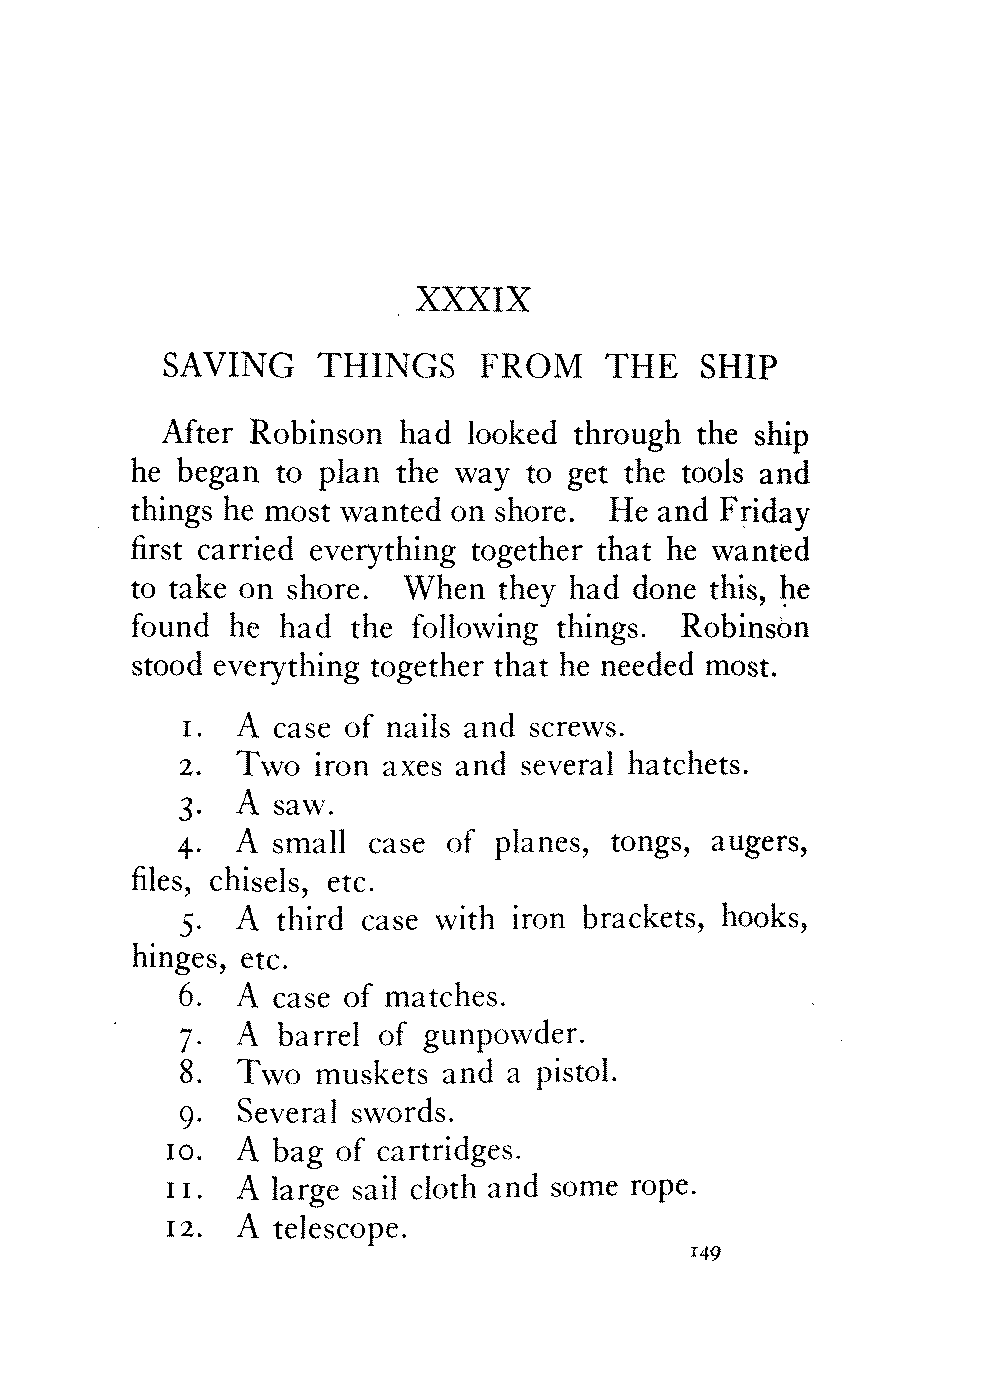 XXXIX
SAVING THINGS FROM THE SHIP
After Robinson had looked through the ship
he began to plan the way to get the tools and
things he most wanted on shore. He and Friday
first carried everything together that he wanted
to take on shore. When they had done this, he
found he had the following things. Robinson
stood everything together that he needed most.
1. A case of nails and screws.
2. Two iron axes and several hatchets.
3. A saw.
4. A small case of planes, tongs, augers,
files, chisels, etc.
5. A third case with iron brackets, hooks,
hinges, etc.
6. A case of matches.
7. A barrel of gunpowder.
8. Two muskets and a pistol.
9. Several swords.
10. A bag of cartridges.
11. A large sail cloth and some rope.
12. A telescope.
149